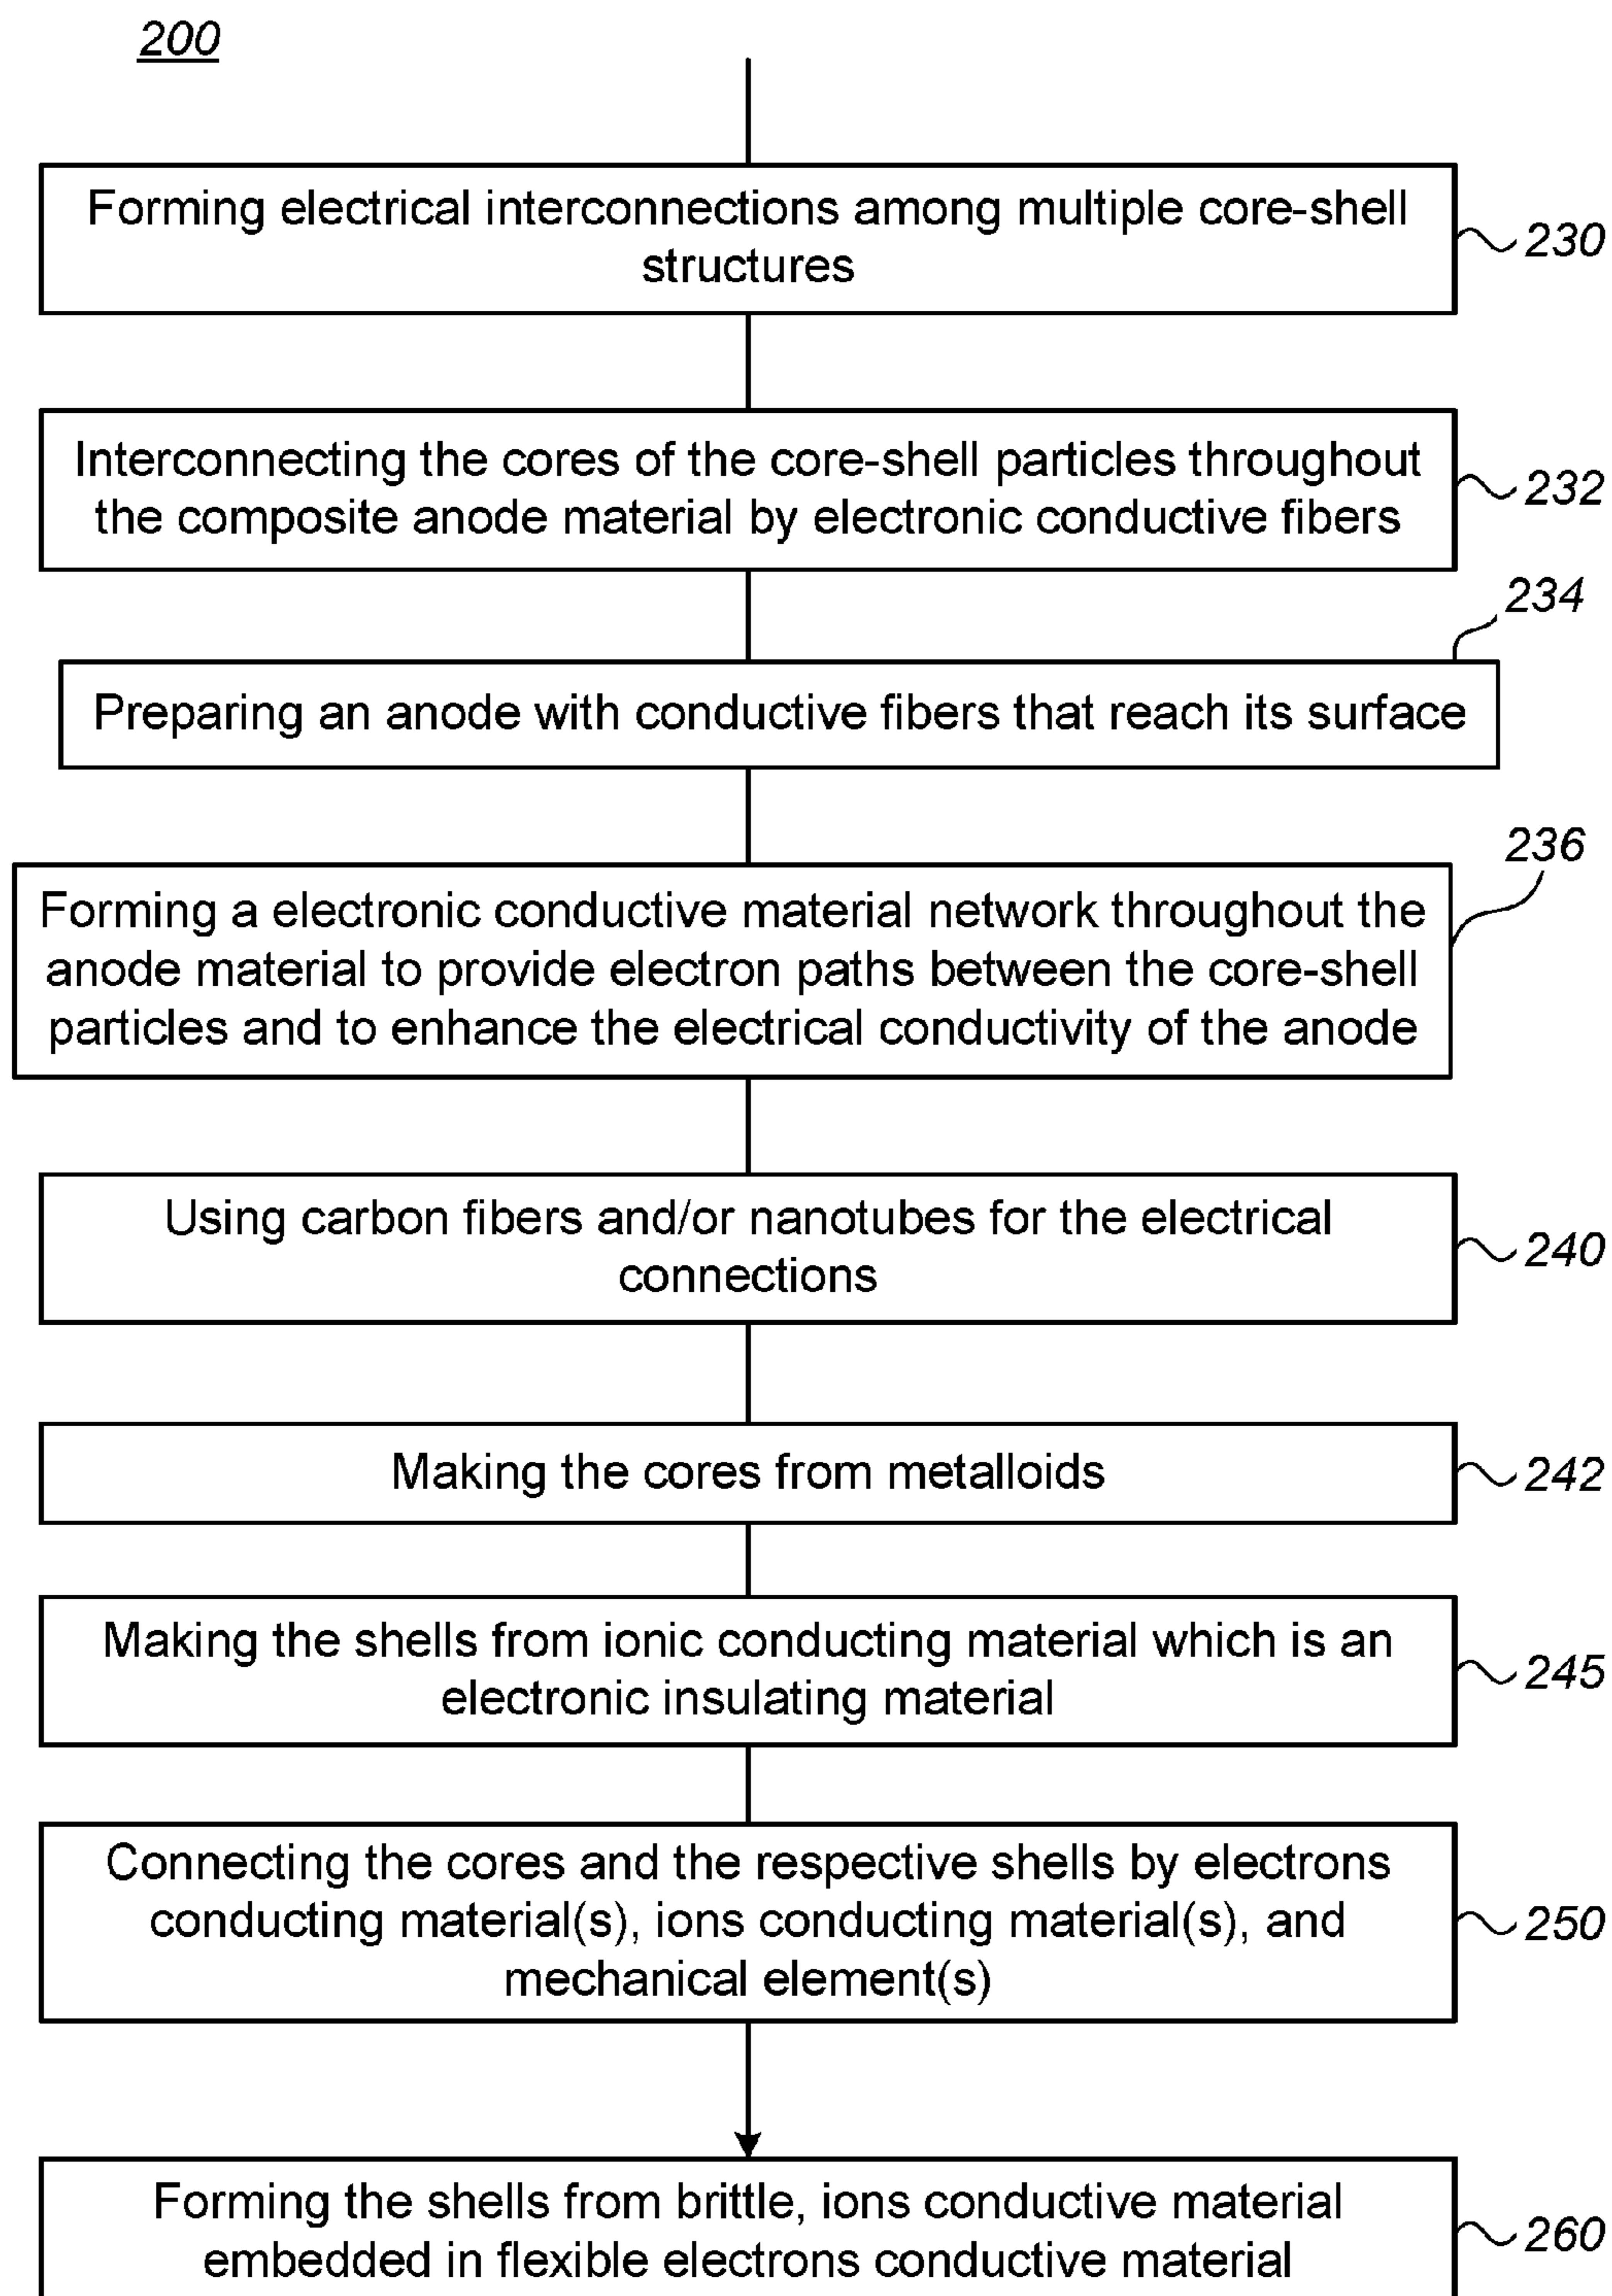 200
Forming electrical interconnections among multiple core-shell
structures
230
Interconnecting the cores of the core-shell particles throughout
the composite anode material by electronic conductive fibers
232
234
Preparing an anode with conductive fibers that reach its surface
236
Forming a electronic conductive material network throughout the
anode material to provide electron paths between the core-shell
particles and to enhance the electrical conductivity of the anode
Using carbon fibers and/or nanotubes for the electrical
connections
240
Making the cores from metalloids
242
Making the shells from ionic conducting material which is an
electronic insulating material
245
Connecting the cores and the respective shells by electrons
conducting material(s), ions conducting material(s), and
mechanical element(s)
250
Forming the shells from brittle, ions conductive material
embedded in flexible electrons conductive material
260